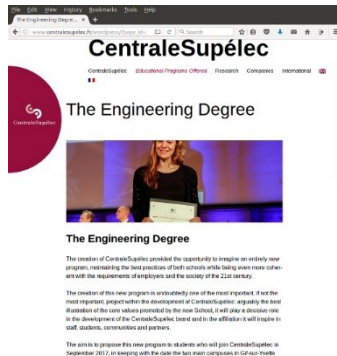 File Edit View History Bookmarks Tools Help
The Engineering Degree...
www.centralesupelec.fr/wordpress/?page_id=
Search
CentraleSupélec
CentraleSupélec Educational Programs Offered Research Companies International
CentraleSupélec
The Engineering Degree
The Engineering Degree
The creation of CentraleSupélec provided the opportunity to imagine an entirely new
program, maintaining the best practices of both schools while being even more coher-
ent with the requirements of employers and the society of the 21st century.
The creation of this new program is undoubtedly one of the most important, if not the
most important, project within the development of CentraleSupélec: arguably the best
illustration of the core values promoted by the new School, it will play a decisive role
in the development of the CentraleSupélec brand and in the affiliation it will inspire in
staff, students, communities and partners.
The aim is to propose this new program to students who will join CentraleSupélec in
September 2017, in keeping with the date the two main campuses in Gif-sur-Yvette